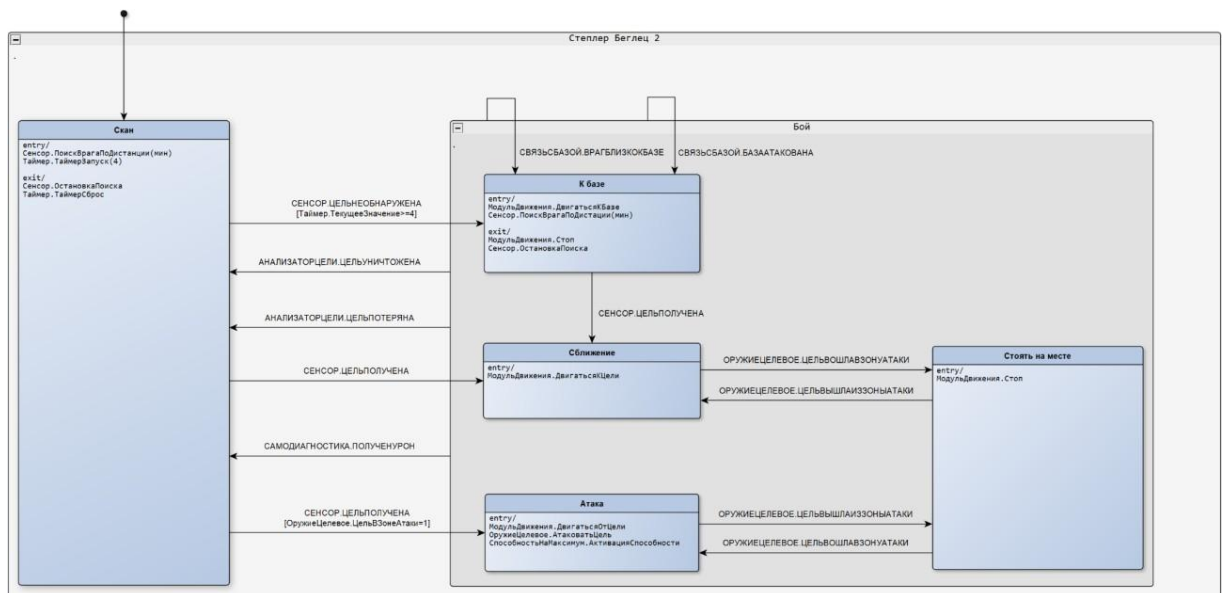 Степлер Беглец 2
Скан
entry/
Сенсор.ПоискВрагаПоДистанции(мин)
Таймер.ТаймерЗапуск(4)
exit/
Сенсор.ОстановкаПоиска
Таймер.ТаймерСброс
СЕНСОР.ЦЕЛЬНЕОБНАРУЖЕНА
[Таймер.ТекущееЗначение>=4]
АНАЛИЗАТОРЦЕЛИ.ЦЕЛЬУНИЧТОЖЕНА
АНАЛИЗАТОРЦЕЛИ.ЦЕЛЬПОТЕРЯНА
СЕНСОР.ЦЕЛЬПОЛУЧЕНА
САМОДИАГНОСТИКА.ПОЛУЧЕНУРОН
СЕНСОР.ЦЕЛЬПОЛУЧЕНА
[ОружиеЦелевое.ЦельВЗонеАтаки=1]
Бой
СВЯЗЬСБАЗОЙ.ВРАГБЛИЗКОКБАЗЕ
СВЯЗЬСБАЗОЙ.БАЗААТАКОВАНА
К базе
entry/
МодульДвижения.ДвигатьсяКБазе
Сенсор.ПоискВрагаПоДистации(мин)
exit/
МодульДвижения.Стоп
Сенсор.ОстановкаПоиска
СЕНСОР.ЦЕЛЬПОЛУЧЕНА
Сближение
entry/
МодульДвижения.ДвигатьсяКЦели
ОРУЖИЕЦЕЛЕВОЕ.ЦЕЛЬВОШЛАВЗОНУАТАКИ
ОРУЖИЕЦЕЛЕВОЕ.ЦЕЛЬВЫШЛАИЗЗОНЫАТАКИ
Стоять на месте
entry/
МодульДвижения.Стоп
Атака
entry/
МодульДвижения.ДвигатьсяОтЦели
ОружиеЦелевое.АтаковатьЦель
СпособностьНаМаксимум.АктивацияСпособности
ОРУЖИЕЦЕЛЕВОЕ.ЦЕЛЬВЫШЛАИЗЗОНЫАТАКИ
ОРУЖИЕЦЕЛЕВОЕ.ЦЕЛЬВОШЛАВЗОНУАТАКИ